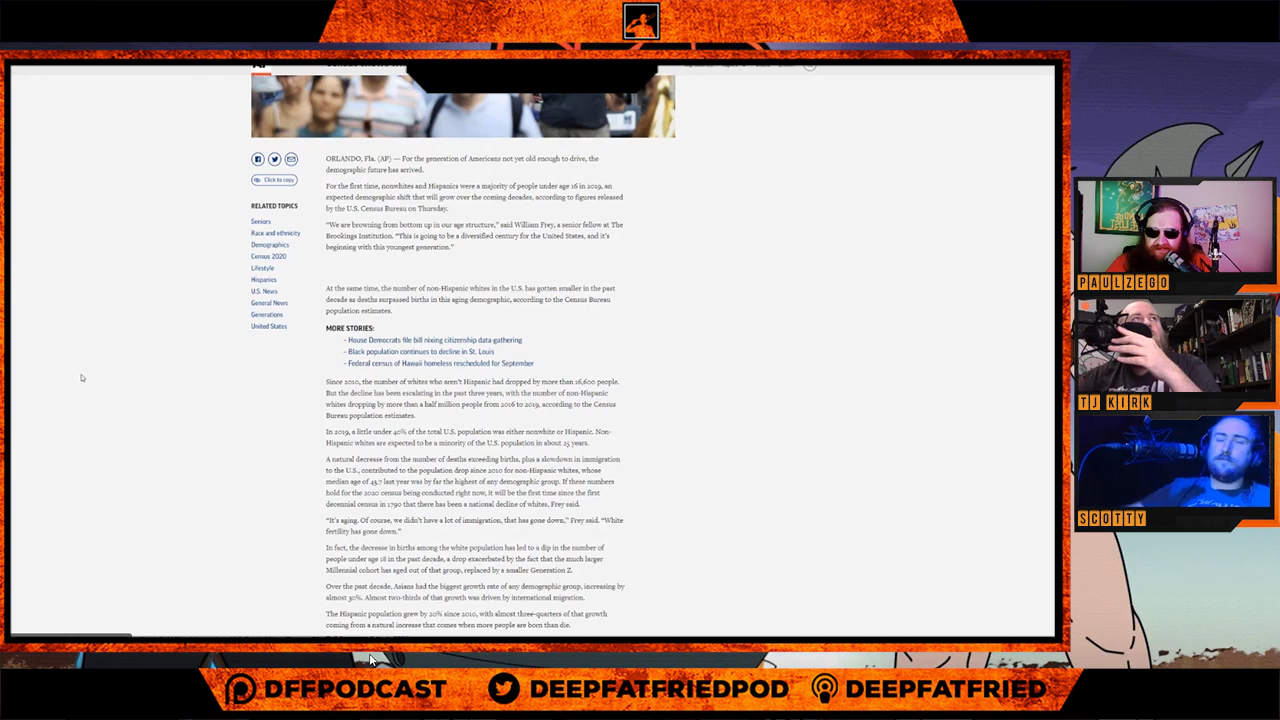 AP
ORLANDO, Fla. (AP) — For the generation of Americans not yet old enough to drive, the
demographic future has arrived.
Click to copy
For the first time, nonwhites and Hispanics were a majority of people under age 16 in 2019, an
expected demographic shift that will grow over the coming decades, according to figures released
by the U.S. Census Bureau on Thursday.
RELATED TOPICS
Seniors
Race and ethnicity
Demographics
Census 2020
Lifestyle
Hispanics
U.S. News
General News
Generations
United States
“We are browning from bottom up in our age structure,” said William Frey, a senior fellow at The
Brookings Institution. “This is going to be a diversified century for the United States, and it’s
beginning with this youngest generation.”
At the same time, the number of non-Hispanic whites in the U.S. has gotten smaller in the past
decade as deaths surpassed births in this aging demographic, according to the Census Bureau
population estimates.
MORE STORIES:
- House Democrats file bill nixing citizenship data-gathering
- Black population continues to decline in St. Louis
- Federal census of Hawaii homeless rescheduled for September
Since 2010, the number of whites who aren’t Hispanic had dropped by more than 16,600 people.
But the decline has been escalating in the past three years, with the number of non-Hispanic
whites dropping by more than a half million people from 2016 to 2019, according to the Census
Bureau population estimates.
In 2019, a little under 40% of the total U.S. population was either nonwhite or Hispanic. Non-
Hispanic whites are expected to be a minority of the U.S. population in about 25 years.
A natural decrease from the number of deaths exceeding births, plus a slowdown in immigration
to the U.S., contributed to the population drop since 2010 for non-Hispanic whites, whose
median age of 43.7 last year was by far the highest of any demographic group. If these numbers
hold for the 2020 census being conducted right now, it will be the first time since the first
decennial census in 1790 that there has been a national decline of whites, Frey said.
“It’s aging. Of course, we didn’t have a lot of immigration, that has gone down,” Frey said. “White
fertility has gone down.”
In fact, the decrease in births among the white population has led to a dip in the number of
people under age 18 in the past decade, a drop exacerbated by the fact that the much larger
Millennial cohort has aged out of that group, replaced by a smaller Generation Z.
Over the past decade, Asians had the biggest growth rate of any demographic group, increasing by
almost 30%. Almost two-thirds of that growth was driven by international migration.
The Hispanic population grew by 20% since 2010, with almost three-quarters of that growth
coming from a natural increase that comes when more people are born than die.
PAULZEGO
TJ KIRK
SCOTTY
DFFPODCAST
DEEPFATFRIEDPOD
DEEPFATFRIED